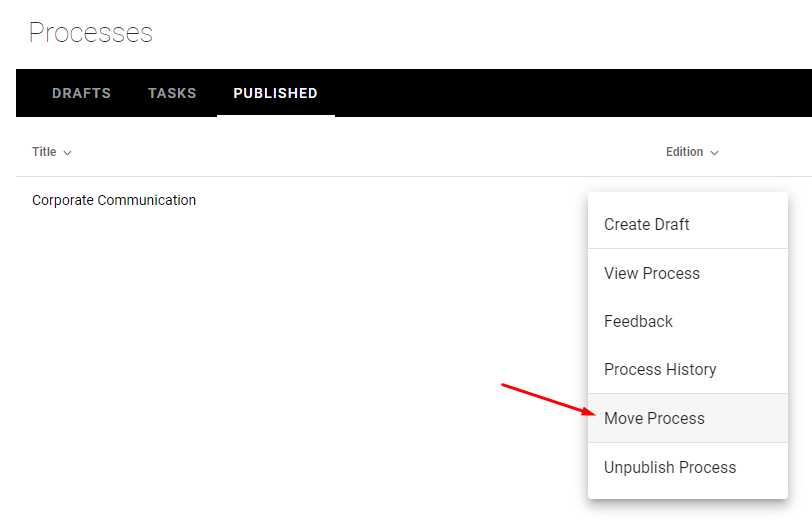 Processes
DRAFTS TASKS PUBLISHED
Title Edition
Corporate Communication
Create Draft
View Process
Feedback
Process History
Move Process
Unpublish Process